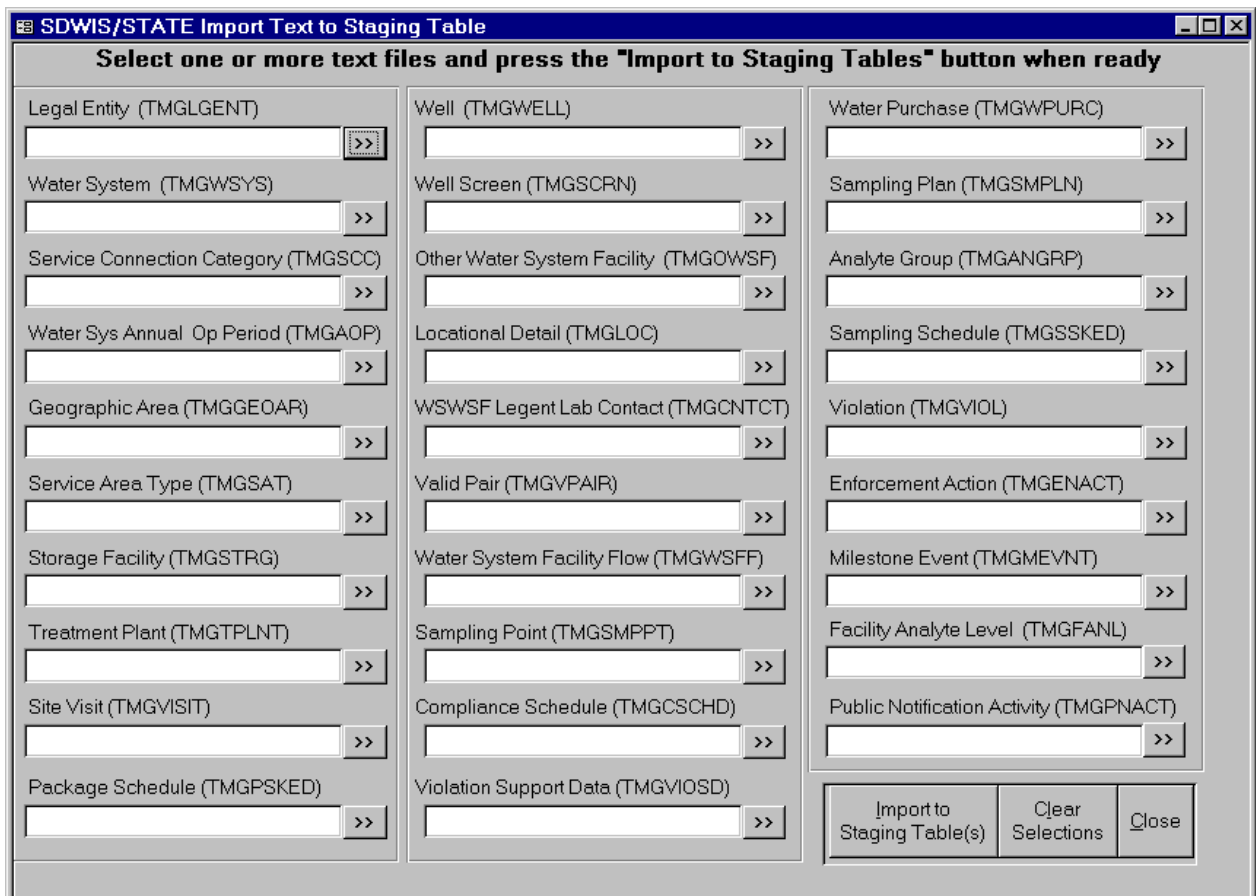 SDWIS/STATE Import Text to Staging Table
Select one or more text files and press the "Import to Staging Tables" button when ready
Legal Entity (TMGLGENT)
>>
Water System (TMGWSYS)
>>
Service Connection Category (TMGSCC)
>>
Water Sys Annual Op Period (TMGAOP)
>>
Geographic Area (TMGGEOAR)
>>
Service Area Type (TMGSAT)
>>
Storage Facility (TMGSTRG)
>>
Treatment Plant (TMGTPLNT)
>>
Site Visit (TMGVISIT)
>>
Package Schedule (TMGPSKED)
>>
Well (TMGWELL)
>>
Well Screen (TMGSCRN)
>>
Other Water System Facility (TMGOWSF)
>>
Locational Detail (TMGLOC)
>>
WSWSF Legent Lab Contact (TMGCNTCT)
>>
Valid Pair (TMGVPAIR)
>>
Water System Facility Flow (TMGWSFF)
>>
Sampling Point (TMGSMPPT)
>>
Compliance Schedule (TMGCSCHD)
>>
Violation Support Data (TMGVIOSD)
>>
Water Purchase (TMGWPURC)
>>
Sampling Plan (TMGSMPLN)
>>
Analyte Group (TMGANGRP)
>>
Sampling Schedule (TMGSSKED)
>>
Violation (TMGVIOL)
>>
Enforcement Action (TMGENACT)
>>
Milestone Event (TMGMEVNT)
>>
Facility Analyte Level (TMGFANL)
>>
Public Notification Activity (TMGPNACT)
>>
Import to
Staging Table(s)
Clear
Selections
Close